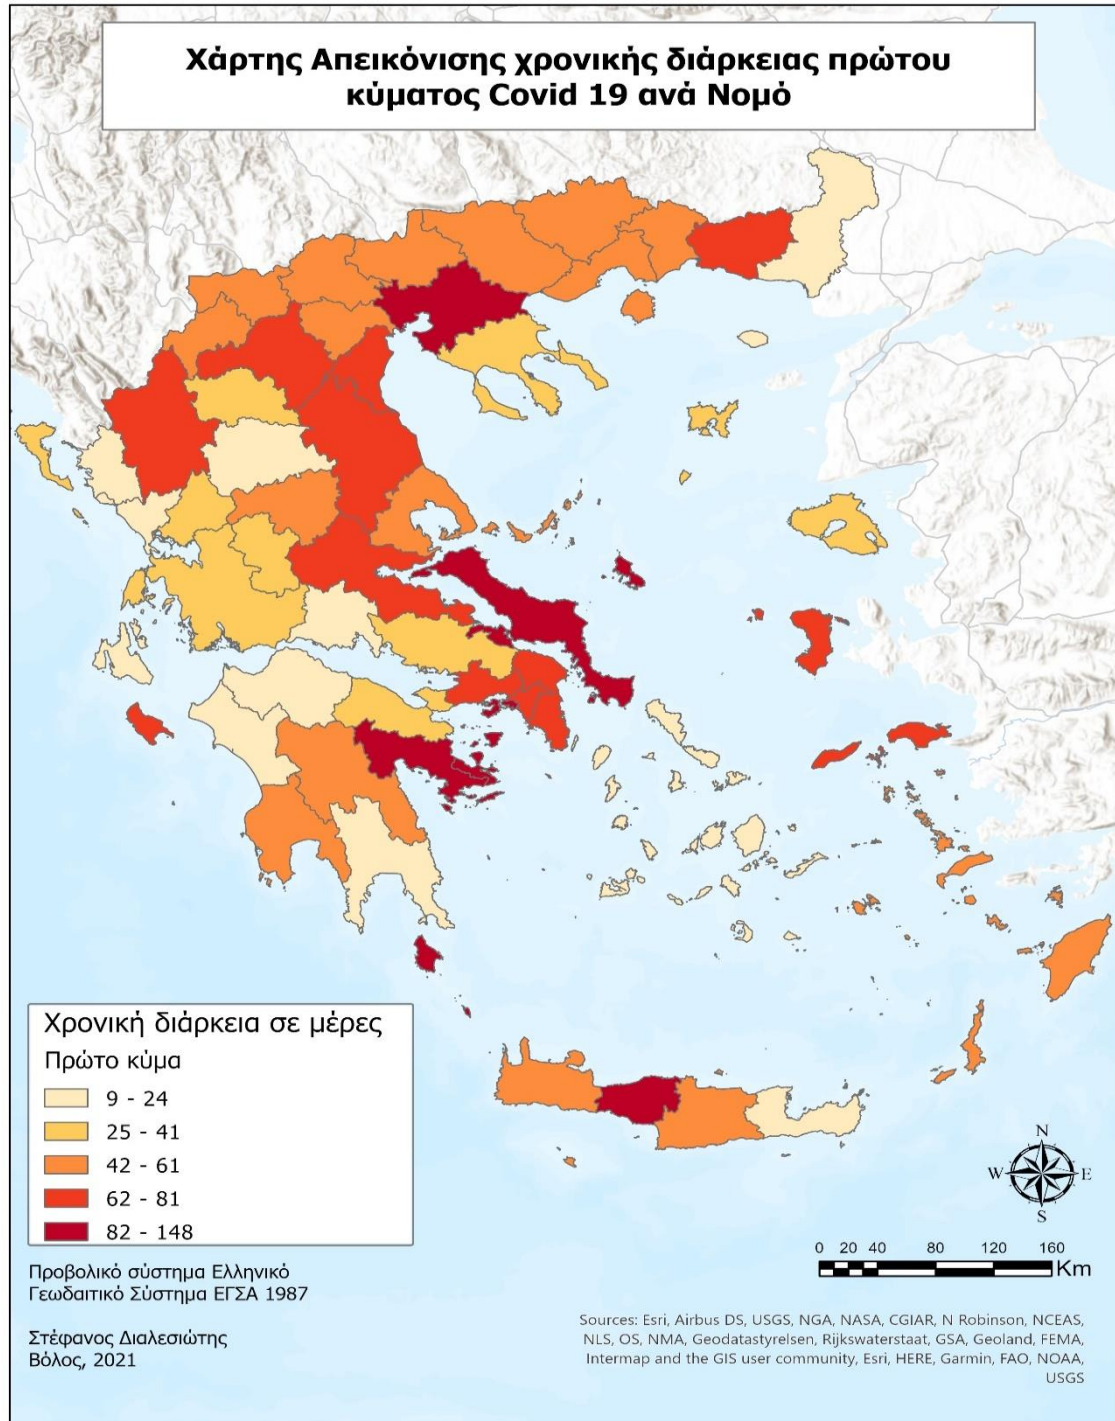 Χάρτης Απεικόνισης χρονικής διάρκειας πρώτου
κύματος Covid 19 ανά Νομό
Χρονική διάρκεια σε μέρες
Πρώτο κύμα
9 - 24
25 - 41
42 - 61
62 - 81
82 - 148
N
W
E
S
0 20 40 80 120 160
Km
Προβολικό σύστημα Ελληνικό
Γεωδαιτικό Σύστημα ΕΓΣΑ 1987
Στέφανος Διαλεσιώτης
Βόλος, 2021
Sources: Esri, Airbus DS, USGS, NGA, NASA, CGIAR, N Robinson, NCEAS,
NLS, OS, NMA, Geodatastyrelsen, Rijkswaterstaat, GSA, Geoland, FEMA,
Intermap and the GIS user community, Esri, HERE, Garmin, FAO, NOAA,
USGS